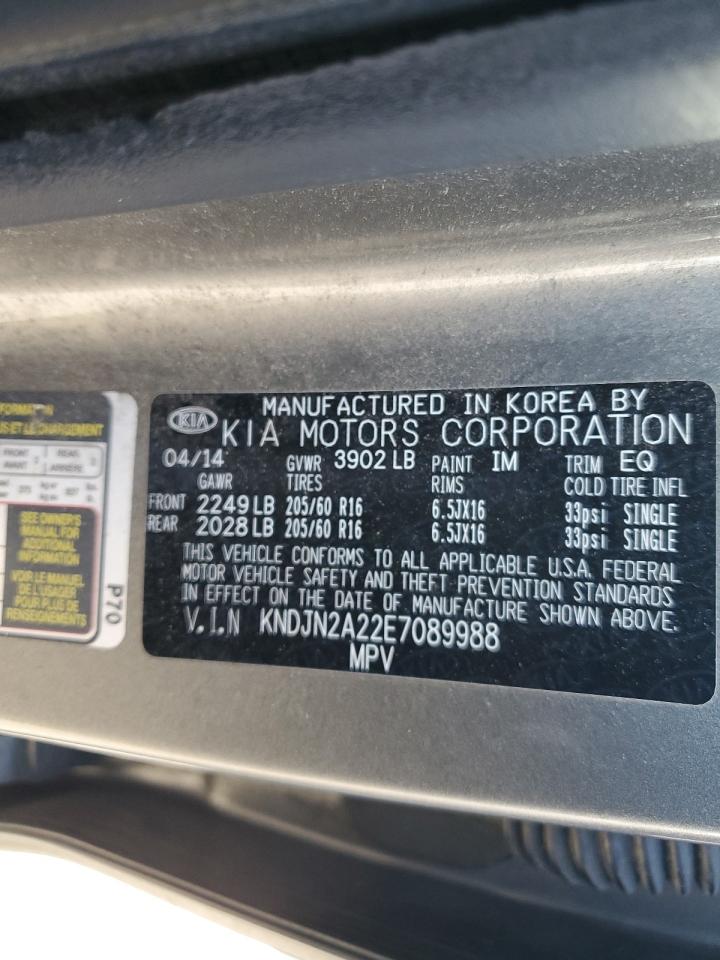 KIA
MANUFACTURED IN KOREA BY
KIA MOTORS CORPORATION
04/14 GVWR 3902 LB PAINT IM TRIM EQ
GAWR TIRES RIMS COLD TIRE INFL
FRONT 2249 LB 205/60 R16 6.5JX16 33psi SINGLE
REAR 2028 LB 205/60 R16 6.5JX16 33psi SINGLE
THIS VEHICLE CONFORMS TO ALL APPLICABLE U.S.A. FEDERAL
MOTOR VEHICLE SAFETY AND THEFT PREVENTION STANDARDS
IN EFFECT ON THE DATE OF MANUFACTURE SHOWN ABOVE.
V.I.N KNDJN2A22E7089988
MPV
FRONT REAR
AVANT ARRIÈRE
SEE OWNER'S
MANUAL FOR
ADDITIONAL
INFORMATION
VOIR LE MANUEL
DE L'USAGER
POUR PLUS DE
RENSEIGNEMENTS
P70